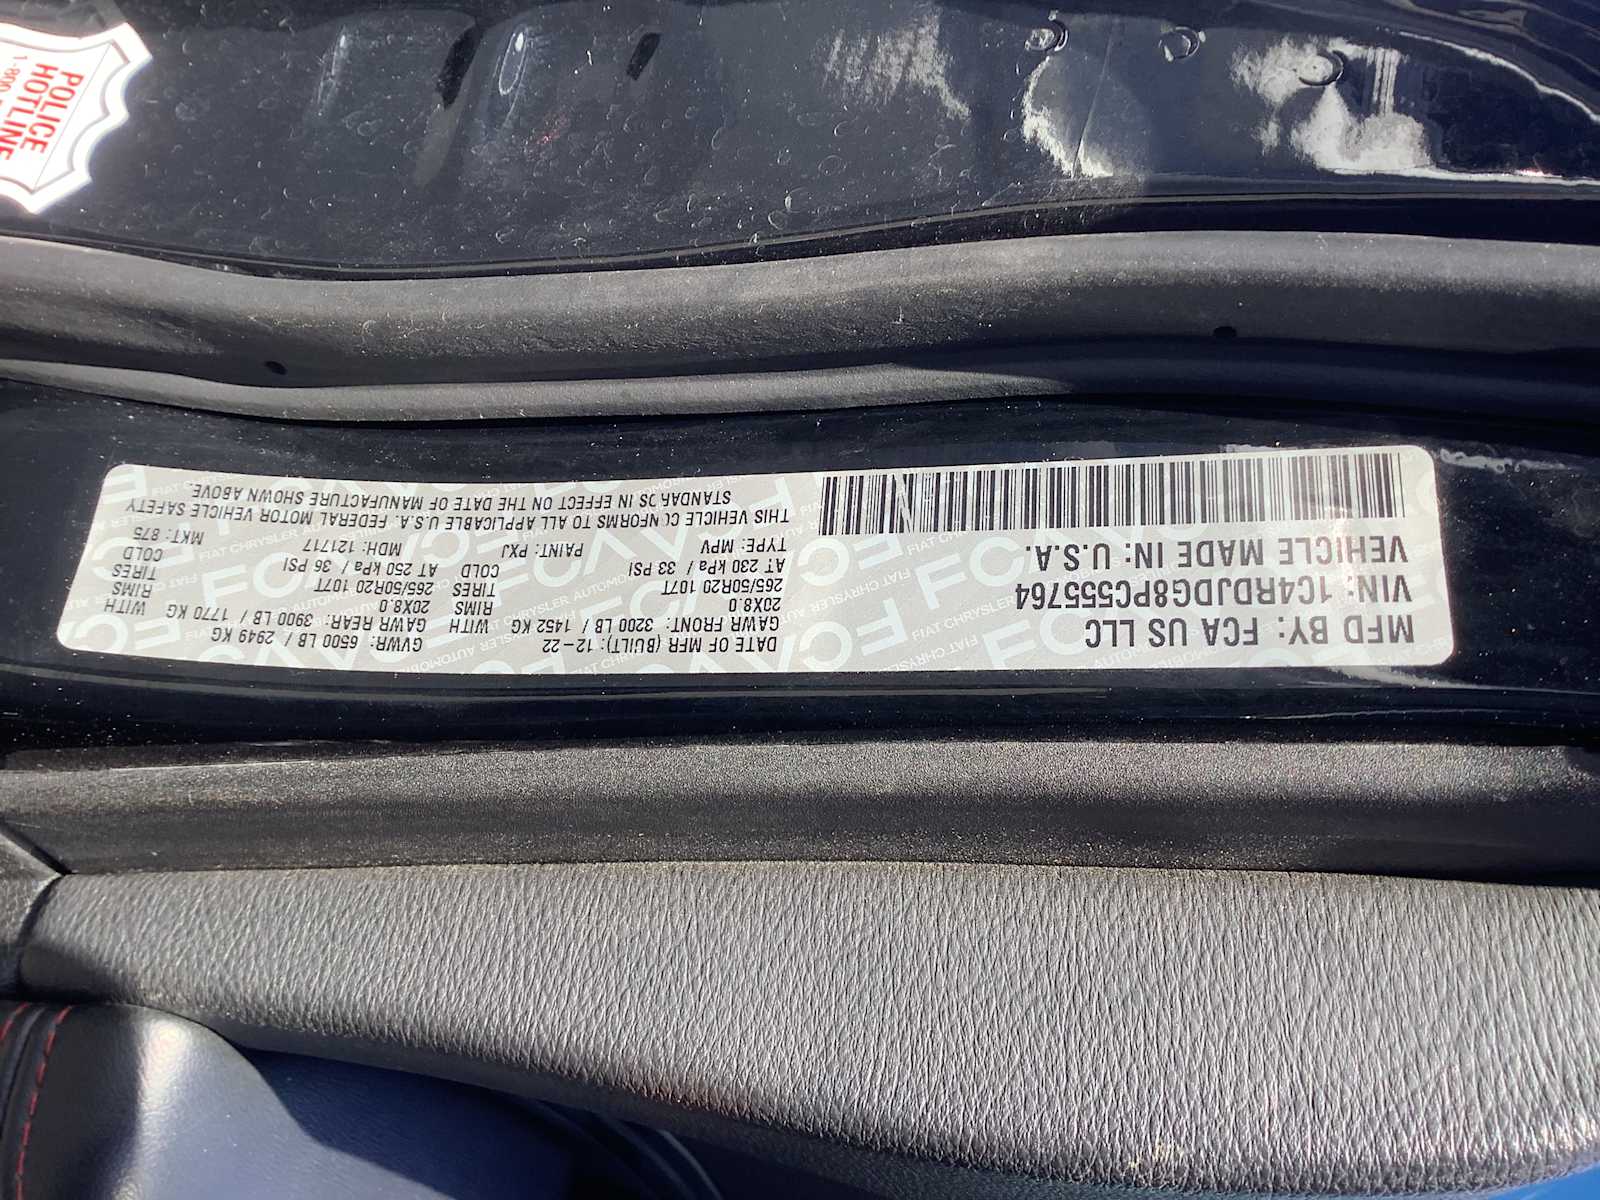 POLICE
HOTLINE
1-800
MFD BY: FCA US LLC
VIN: 1C4RDJDG8PC555764
VEHICLE MADE IN: U.S.A.
DATE OF MFR (BUILT): 12-22 GVWR: 6500 LB / 2949 KG
GAWR FRONT: 3200 LB / 1452 KG WITH GAWR REAR: 3900 LB / 1770 KG WITH
20X8.0 RIMS 20X8.0 RIMS
265/50R20 107T TIRES 265/50R20 107T TIRES
AT 230 kPa / 33 PSI COLD AT 250 kPa / 36 PSI COLD
TYPE: MPV PAINT: PXJ MDH: 121717 MKT: 875
THIS VEHICLE CONFORMS TO ALL APPLICABLE U.S.A. FEDERAL MOTOR VEHICLE SAFETY
STANDARDS IN EFFECT ON THE DATE OF MANUFACTURE SHOWN ABOVE